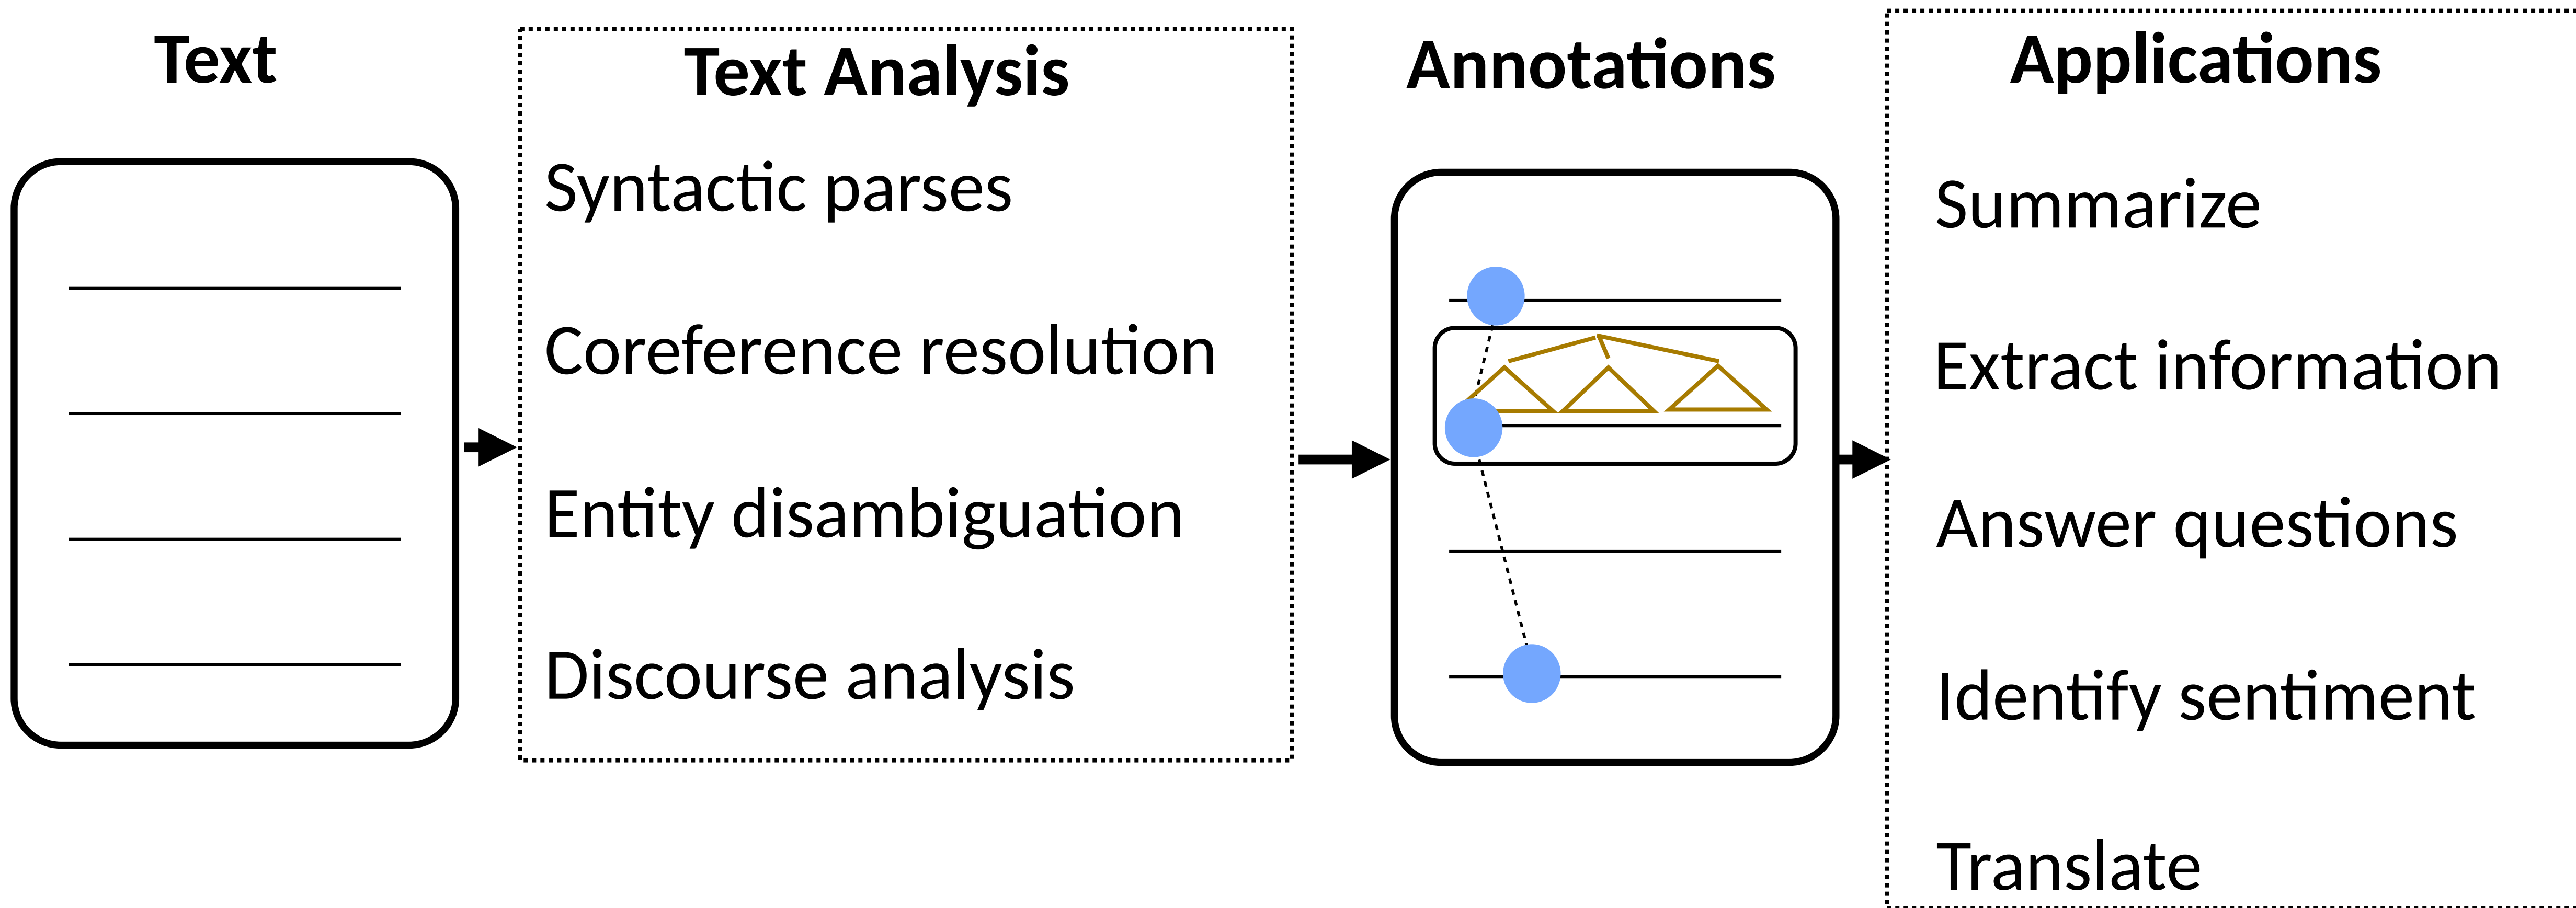 Text
Text Analysis
Syntactic parses
Coreference resolution
Entity disambiguation
Discourse analysis
Annotations
Applications
Summarize
Extract information
Answer questions
Identify sentiment
Translate